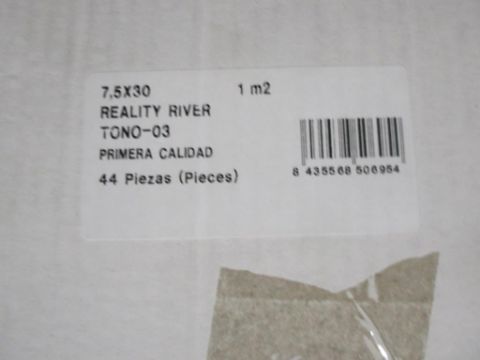 7,5X30 1 m2
REALITY RIVER
TONO-03
PRIMERA CALIDAD
44 Piezas (Pieces)
8 435568 506954